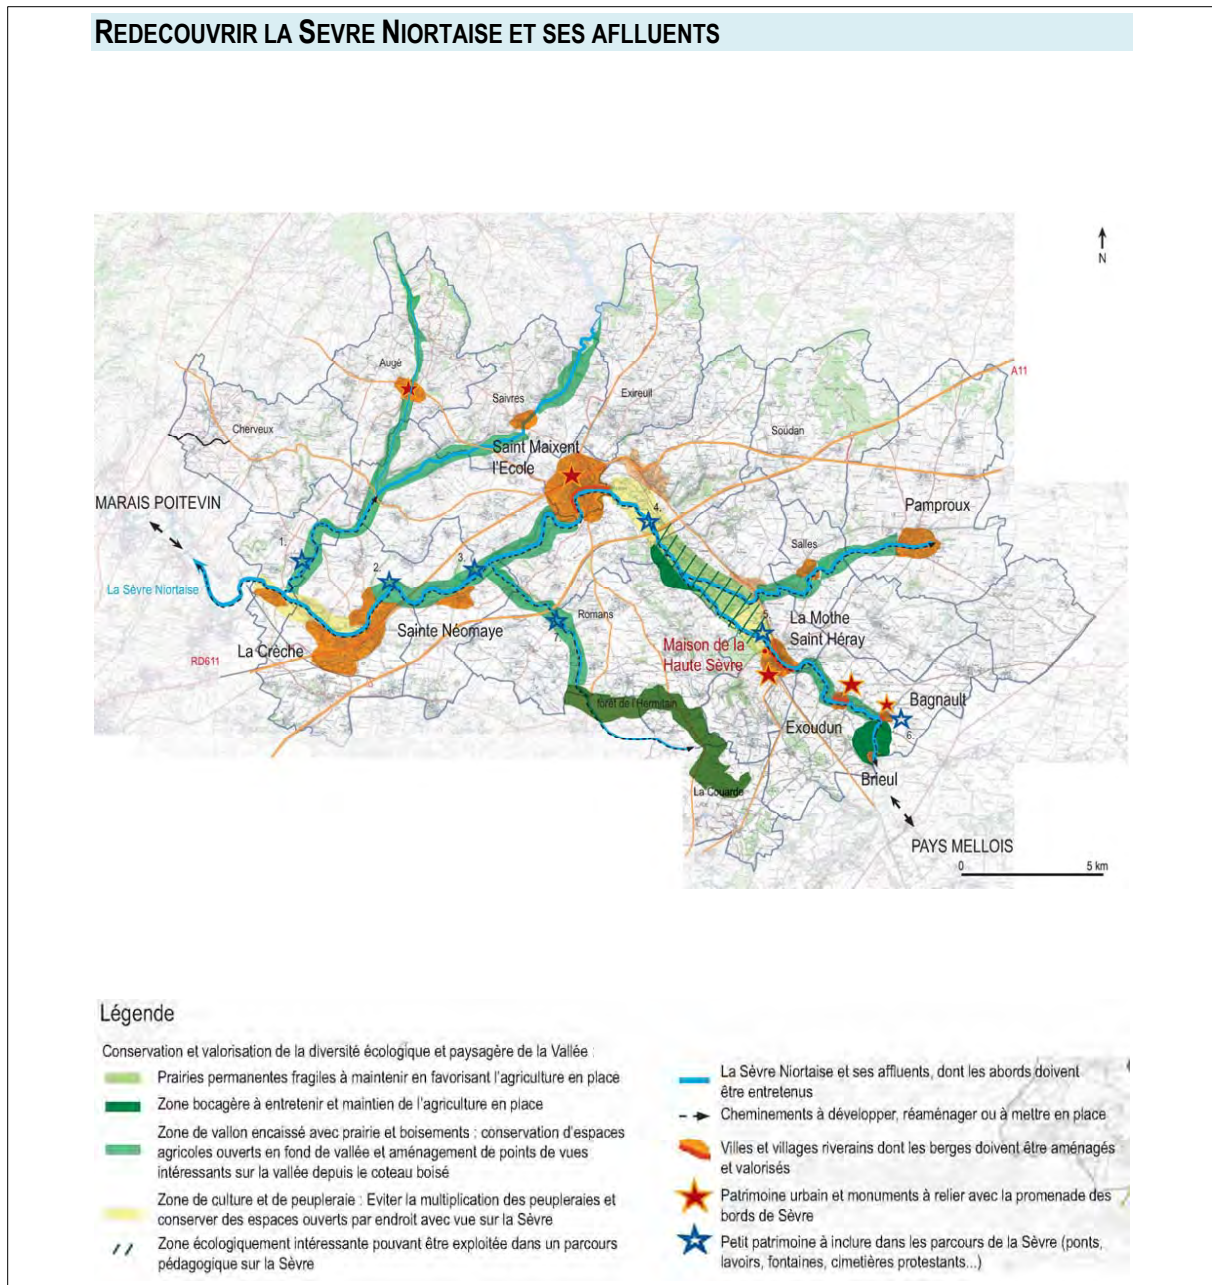 REDECOUVRIR LA SEVRE NIORTAISE ET SES AFLLUENTS
N
A11
Augé
Saivres
Exireuil
Cherveux
Soudan
Saint Maixent
l'Ecole
MARAIS POITEVIN
Pamproux
4.
1.
Salles
3.
2.
La Sèvre Niortaise
Romans
7.
5.
La Mothe
Saint Héray
Sainte Néomaye
La Crèche
Maison de la
Haute Sèvre
RD611
Bagnault
forêt de l'Hermitain
Exoudun
6.
Brieul
La Couarde
PAYS MELLOIS
0 5 km
Légende
Conservation et valorisation de la diversité écologique et paysagère de la Vallée :
Prairies permanentes fragiles à maintenir en favorisant l'agriculture en place
Zone bocagère à entretenir et maintien de l'agriculture en place
Zone de vallon encaissé avec prairie et boisements : conservation d'espaces
agricoles ouverts en fond de vallée et aménagement de points de vues
intéressants sur la vallée depuis le coteau boisé
Zone de culture et de peupleraie : Eviter la multiplication des peupleraies et
conserver des espaces ouverts par endroit avec vue sur la Sèvre
Zone écologiquement intéressante pouvant être exploitée dans un parcours
pédagogique sur la Sèvre
La Sèvre Niortaise et ses affluents, dont les abords doivent
être entretenus
Cheminements à développer, réaménager ou à mettre en place
Villes et villages riverains dont les berges doivent être aménagés
et valorisés
Patrimoine urbain et monuments à relier avec la promenade des
bords de Sèvre
Petit patrimoine à inclure dans les parcours de la Sèvre (ponts,
lavoirs, fontaines, cimetières protestants...)